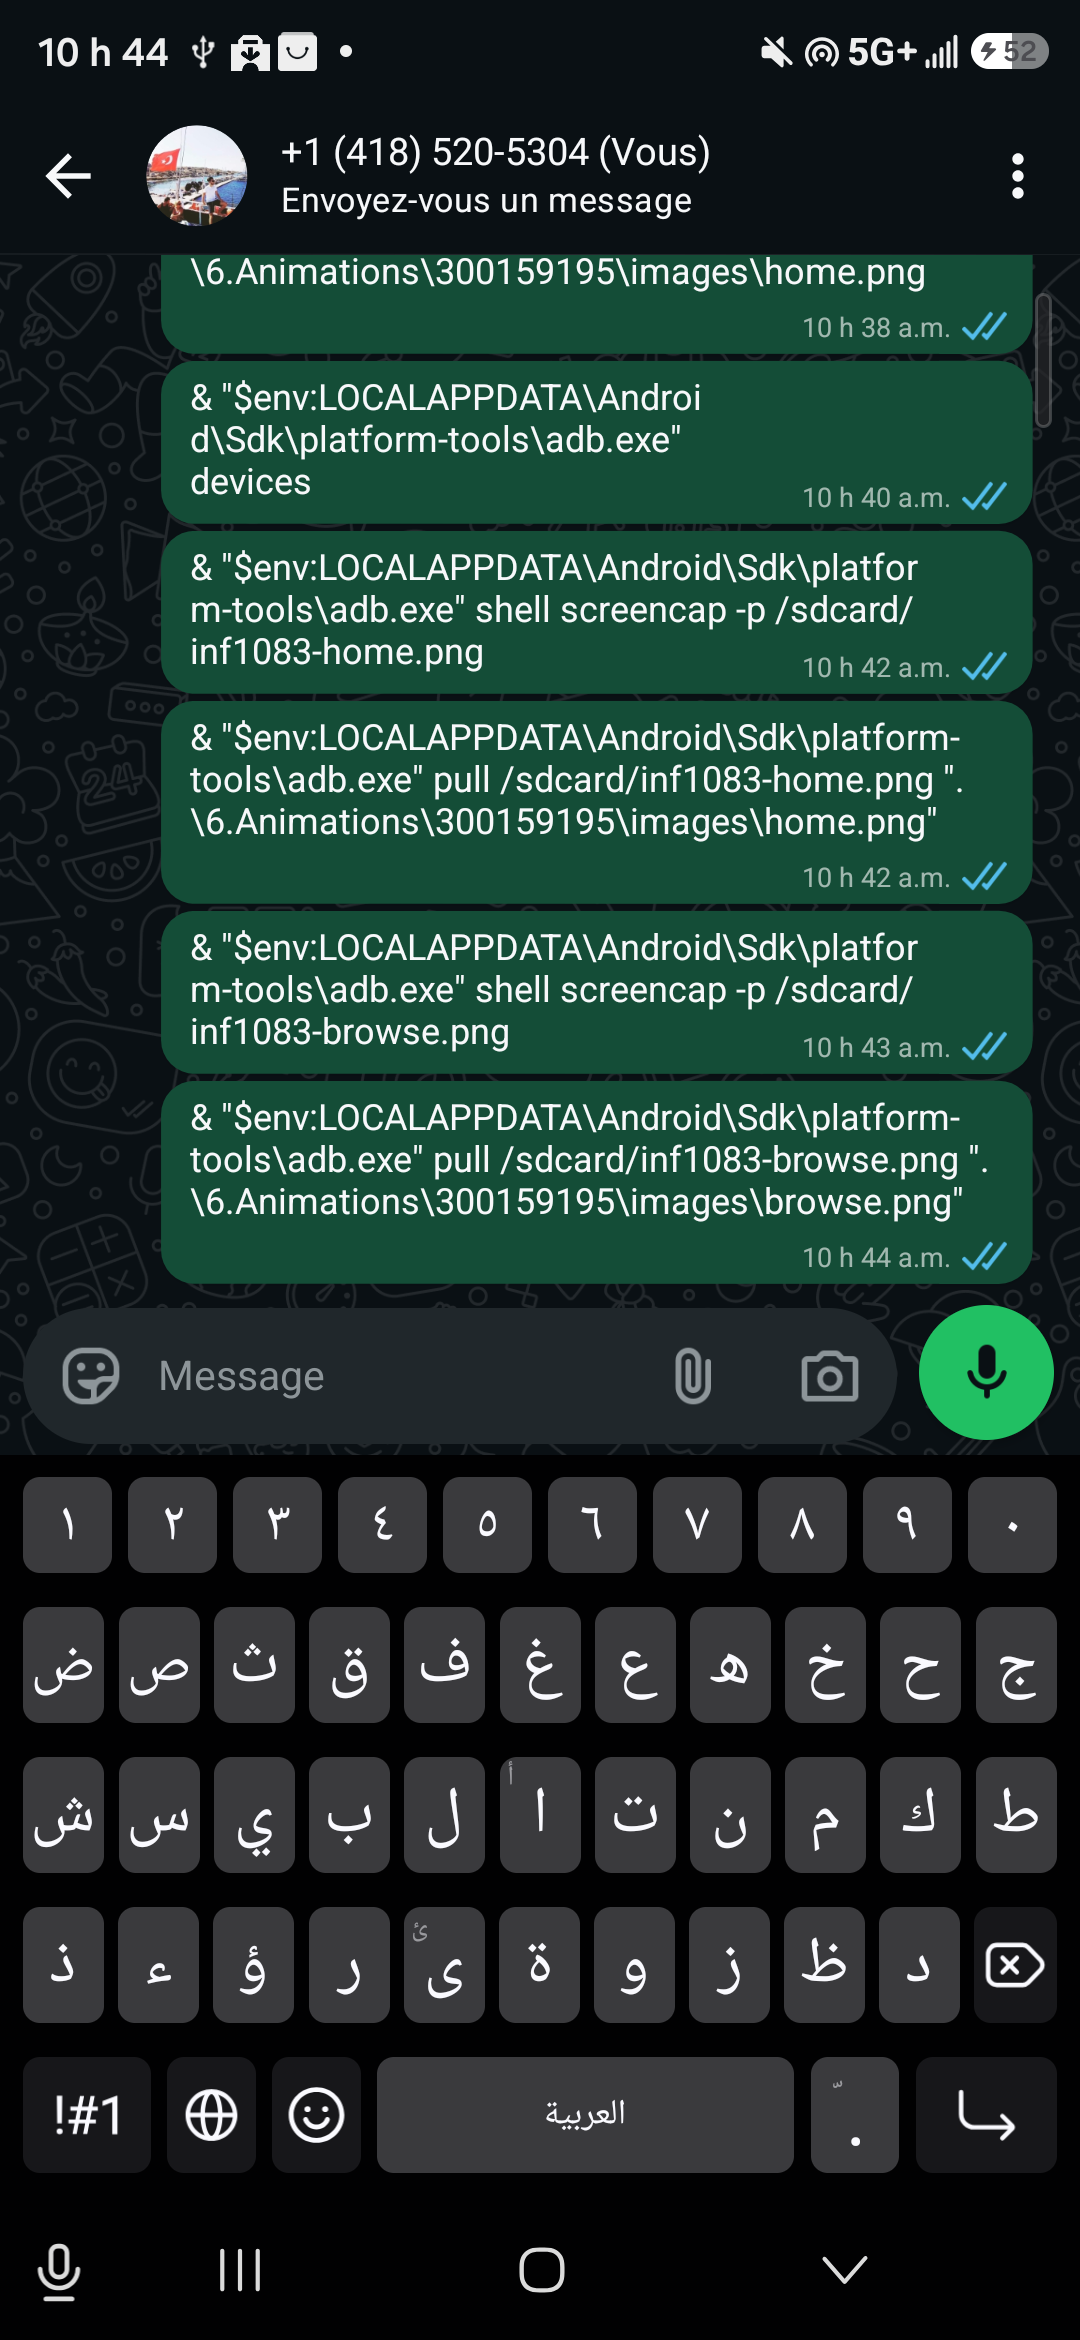 10 h 44
5G+
52
+1 (418) 520-5304 (Vous)
Envoyez-vous un message
\6.Animations\300159195\images\home.png
10 h 38 a.m.
& "$env:LOCALAPPDATA\Androi
d\Sdk\platform-tools\adb.exe"
devices
10 h 40 a.m.
& "$env:LOCALAPPDATA\Android\Sdk\platfor
m-tools\adb.exe" shell screencap -p /sdcard/
inf1083-home.png
10 h 42 a.m.
& "$env:LOCALAPPDATA\Android\Sdk\platform-
tools\adb.exe" pull /sdcard/inf1083-home.png ".
\6.Animations\300159195\images\home.png"
10 h 42 a.m.
& "$env:LOCALAPPDATA\Android\Sdk\platfor
m-tools\adb.exe" shell screencap -p /sdcard/
inf1083-browse.png
10 h 43 a.m.
& "$env:LOCALAPPDATA\Android\Sdk\platform-
tools\adb.exe" pull /sdcard/inf1083-browse.png ".
\6.Animations\300159195\images\browse.png"
10 h 44 a.m.
Message
١ ٢ ٣ ٤ ٥ ٦ ٧ ٨ ٩ ٠
ض ص ث ق ف غ ع ه خ ح ج
ش س ي ب ل ا أ ت ن م ك ط
ذ ء ؤ ر ى ئ ة و ز ظ د
!#1 العربية .